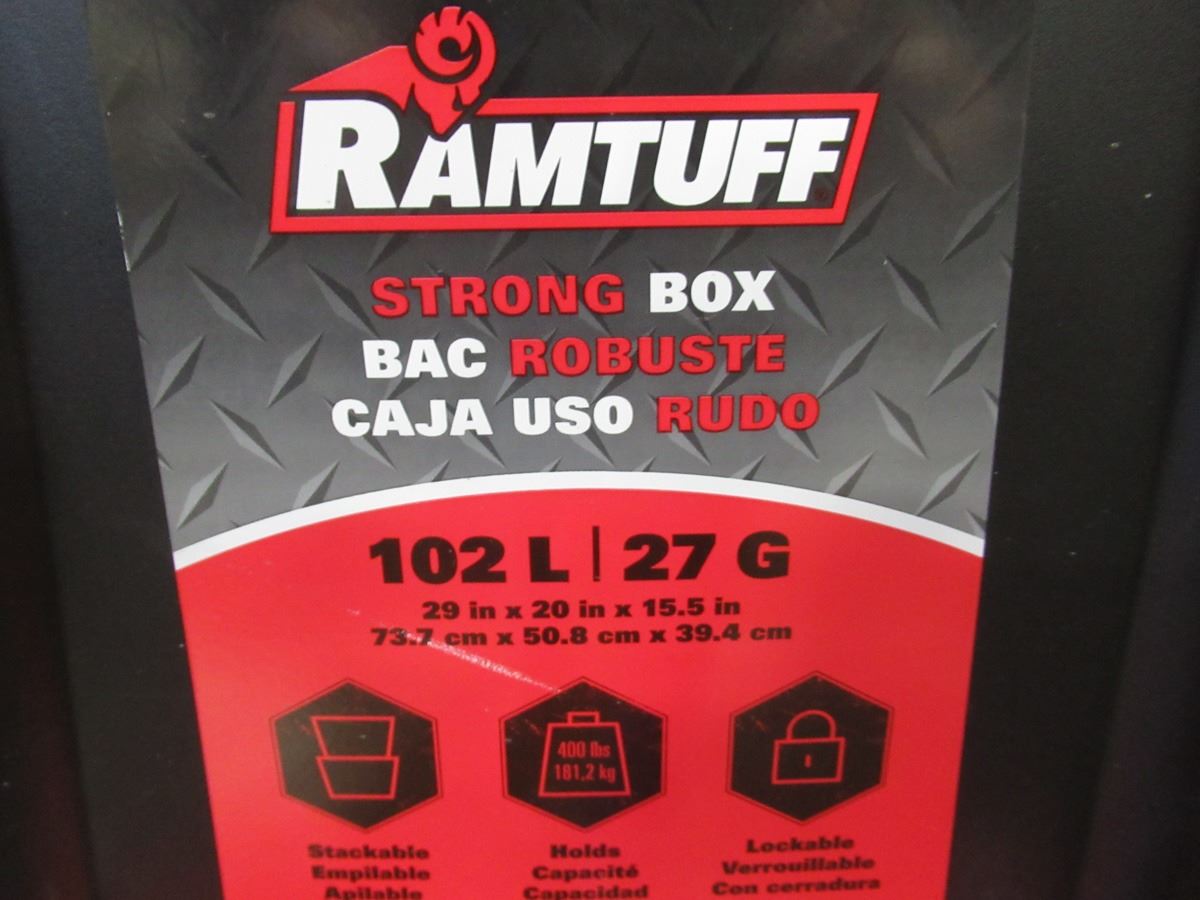 RAMTUFF
STRONG BOX
BAC ROBUSTE
CAJA USO RUDO
102 L | 27 G
29 in x 20 in x 15.5 in
73.7 cm x 50.8 cm x 39.4 cm
400 lbs
181,2 kg
Stackable
Empilable
Apilable
Holds
Capacité
Capacidad
Lockable
Verrouillable
Con cerradura